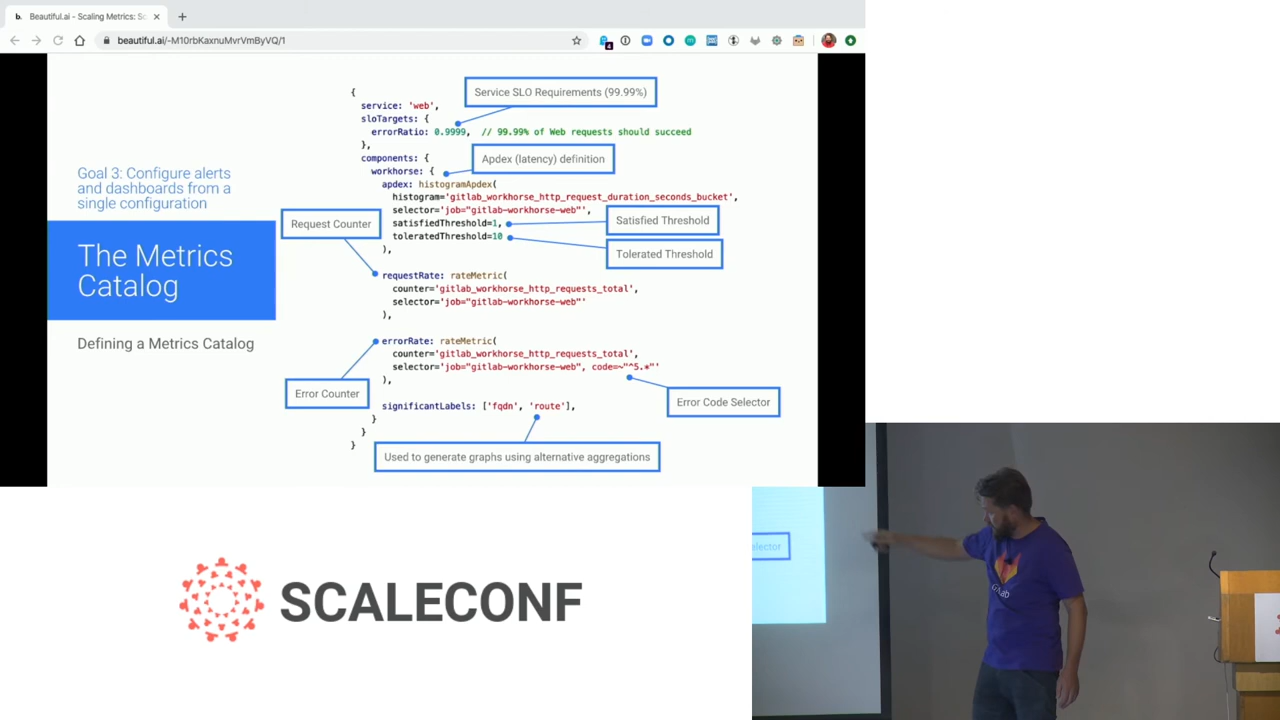 b. Beautiful.ai - Scaling Metrics: Sc
beautiful.ai/-M10rbKaxnuMvrVmByVQ/1
4
Goal 3: Configure alerts
and dashboards from a
single configuration
The Metrics
Catalog
Defining a Metrics Catalog
{
service: 'web',
sloTargets: {
errorRatio: 0.9999, // 99.99% of Web requests should succeed
},
components: {
workhorse: {
apdex: histogramApdex(
histogram='gitlab_workhorse_http_request_duration_seconds_bucket',
selector='job="gitlab-workhorse-web"',
satisfiedThreshold=1,
toleratedThreshold=10
),
requestRate: rateMetric(
counter='gitlab_workhorse_http_requests_total',
selector='job="gitlab-workhorse-web"'
),
errorRate: rateMetric(
counter='gitlab_workhorse_http_requests_total',
selector='job="gitlab-workhorse-web", code=~"^5.*"'
),
significantLabels: ['fqdn', 'route'],
}
}
}
Service SLO Requirements (99.99%)
Apdex (latency) definition
Request Counter
Satisfied Threshold
Tolerated Threshold
Error Counter
Error Code Selector
Used to generate graphs using alternative aggregations
SCALECONF